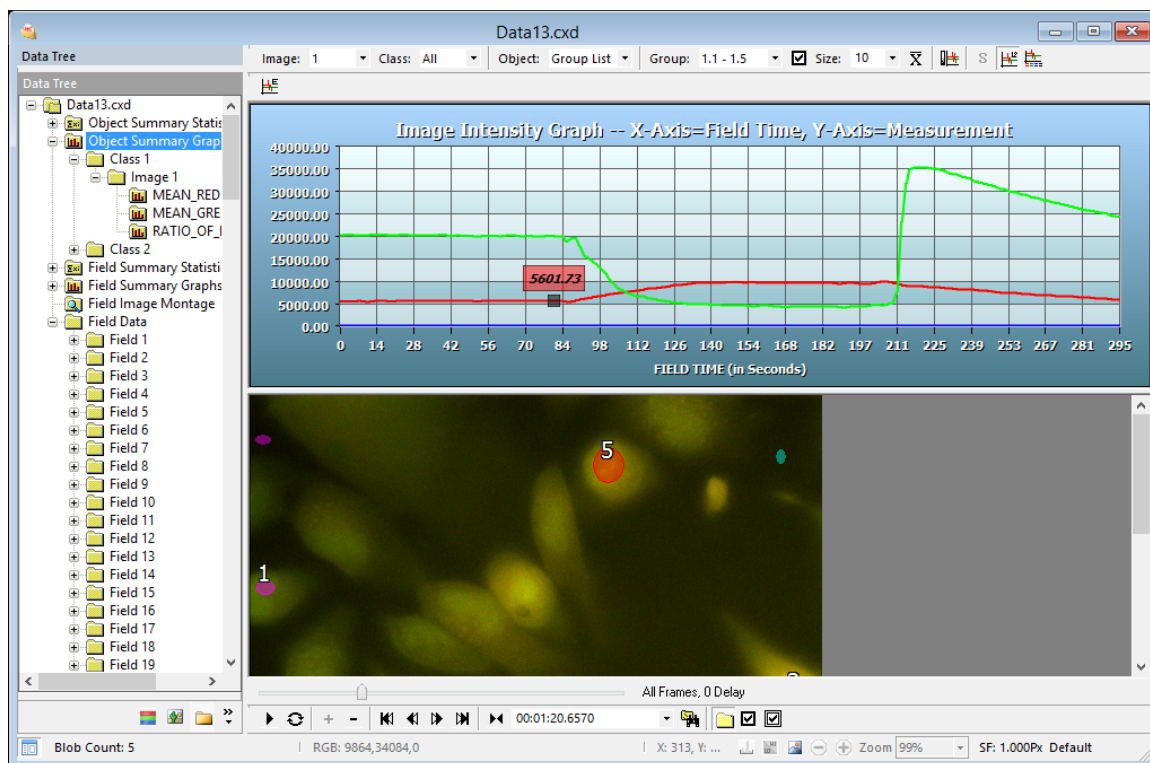 Data13.cxd
Data Tree
Image: 1 Class: All Object: Group List Group: 1.1 - 1.5 Size: 10 X S
Data Tree
Data13.cxd
Object Summary Statis
Object Summary Grap
Class 1
Image 1
MEAN_RED
MEAN_GRE
RATIO_OF_I
Class 2
Field Summary Statisti
Field Summary Graphs
Field Image Montage
Field Data
Field 1
Field 2
Field 3
Field 4
Field 5
Field 6
Field 7
Field 8
Field 9
Field 10
Field 11
Field 12
Field 13
Field 14
Field 15
Field 16
Field 17
Field 18
Field 19
Image Intensity Graph -- X-Axis=Field Time, Y-Axis=Measurement
40000.00
35000.00
30000.00
25000.00
20000.00
15000.00
10000.00
5000.00
0.00
5601.73
0 14 28 42 56 70 84 98 112 126 140 154 168 182 197 211 225 239 253 267 281 295
FIELD TIME (in Seconds)
5
1
All Frames, 0 Delay
00:01:20.6570
Blob Count: 5 RGB: 9864,34084,0 X: 313, Y: ... Zoom 99% SF: 1.000Px Default